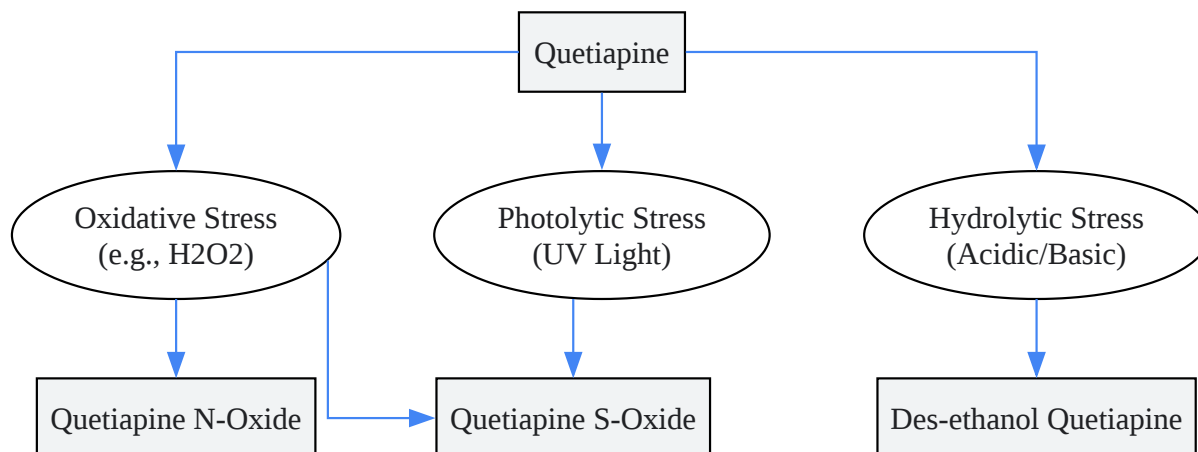 Quetiapine
Oxidative Stress
(e.g., H2O2)
Photolytic Stress
(UV Light)
Hydrolytic Stress
(Acidic/Basic)
Quetiapine N-Oxide
Quetiapine S-Oxide
Des-ethanol Quetiapine